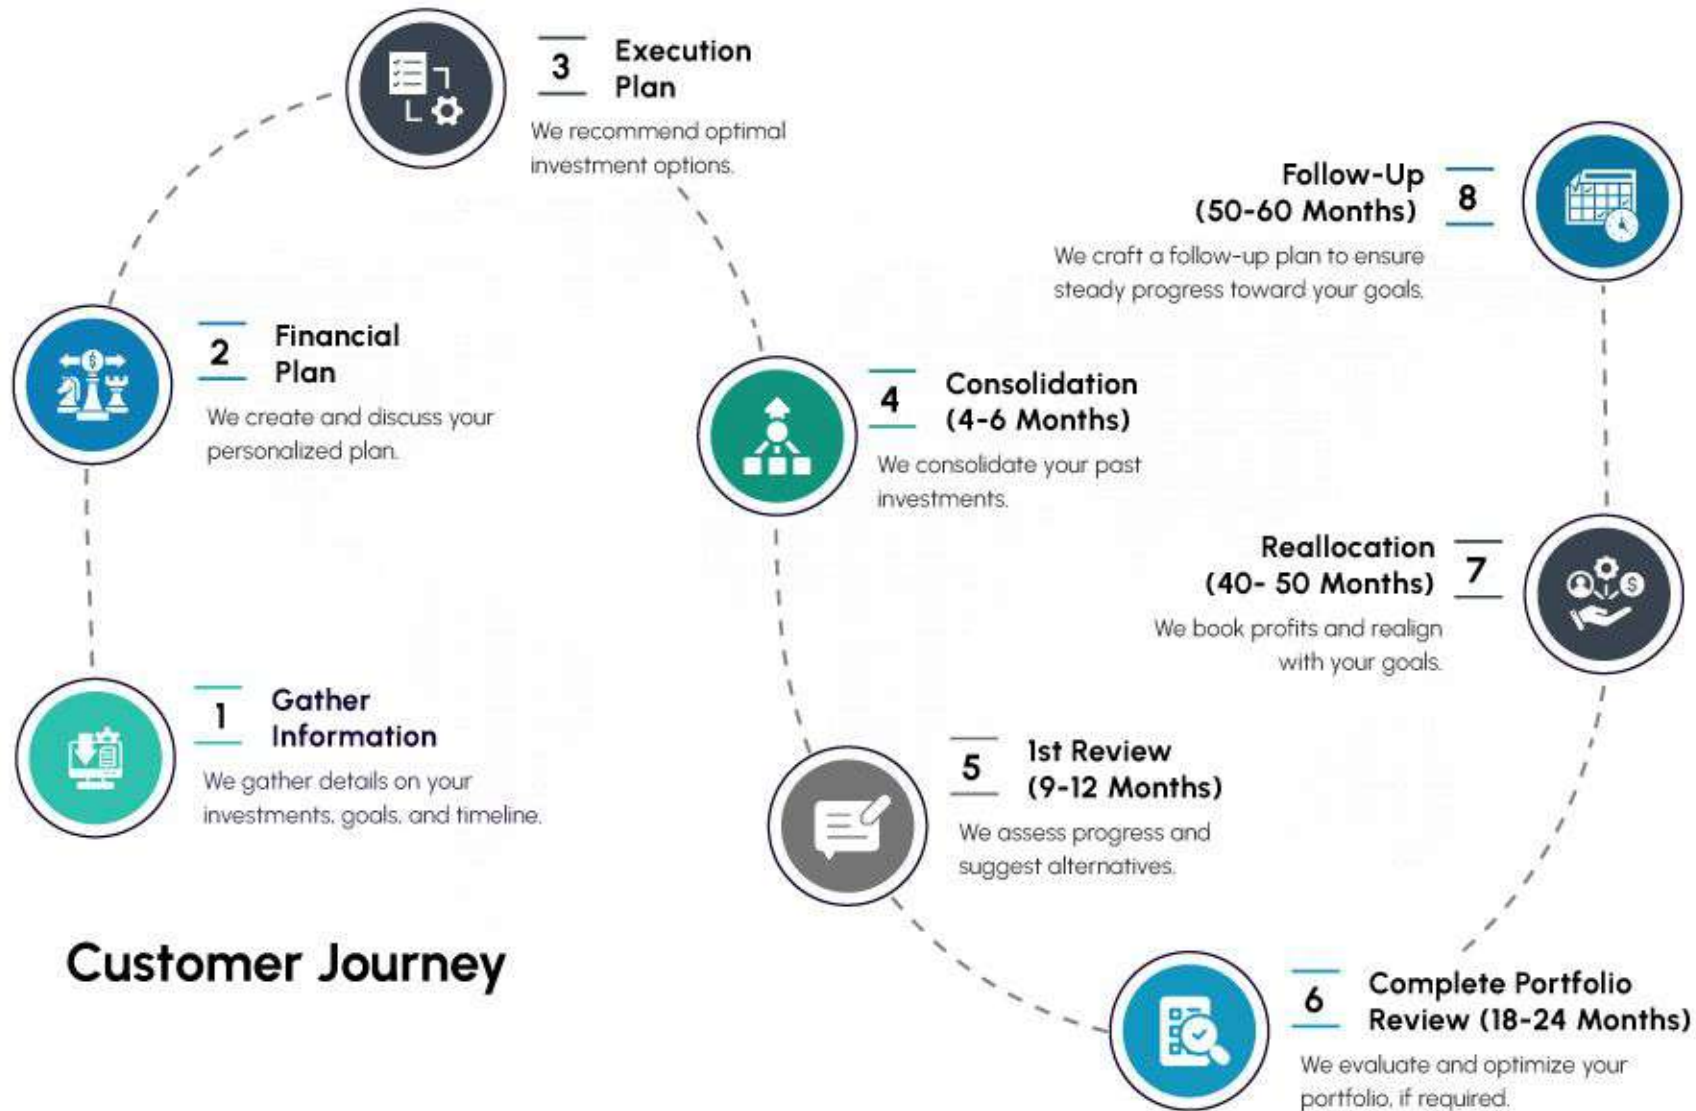 3
Execution
Plan
We recommend optimal
investment options.
Follow-Up
(50-60 Months)
8
We craft a follow-up plan to ensure
steady progress toward your goals.
2
Financial
Plan
We create and discuss your
personalized plan.
4
Consolidation
(4-6 Months)
We consolidate your past
investments.
Reallocation
(40- 50 Months)
7
We book profits and realign
with your goals.
1
Gather
Information
We gather details on your
investments, goals, and timeline.
5
1st Review
(9-12 Months)
We assess progress and
suggest alternatives.
Customer Journey
6
Complete Portfolio
Review (18-24 Months)
We evaluate and optimize your
portfolio, if required.